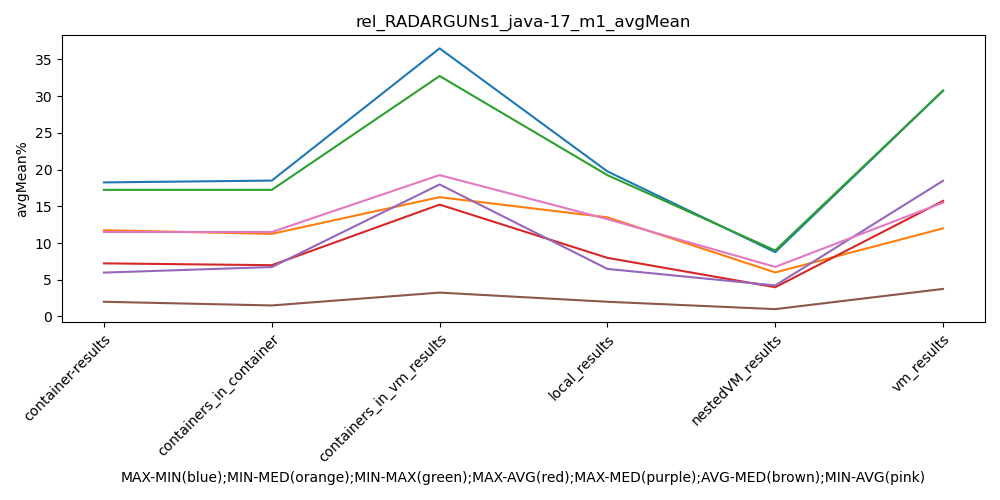 rel_RADARGUNs1_java-17_m1_avgMean
avgMean%
35
30
25
20
15
10
5
0
container-results
containers_in_container
containers_in_vm_results
local_results
nestedVM_results
vm_results
MAX-MIN(blue);MIN-MED(orange);MIN-MAX(green);MAX-AVG(red);MAX-MED(purple);AVG-MED(brown);MIN-AVG(pink)